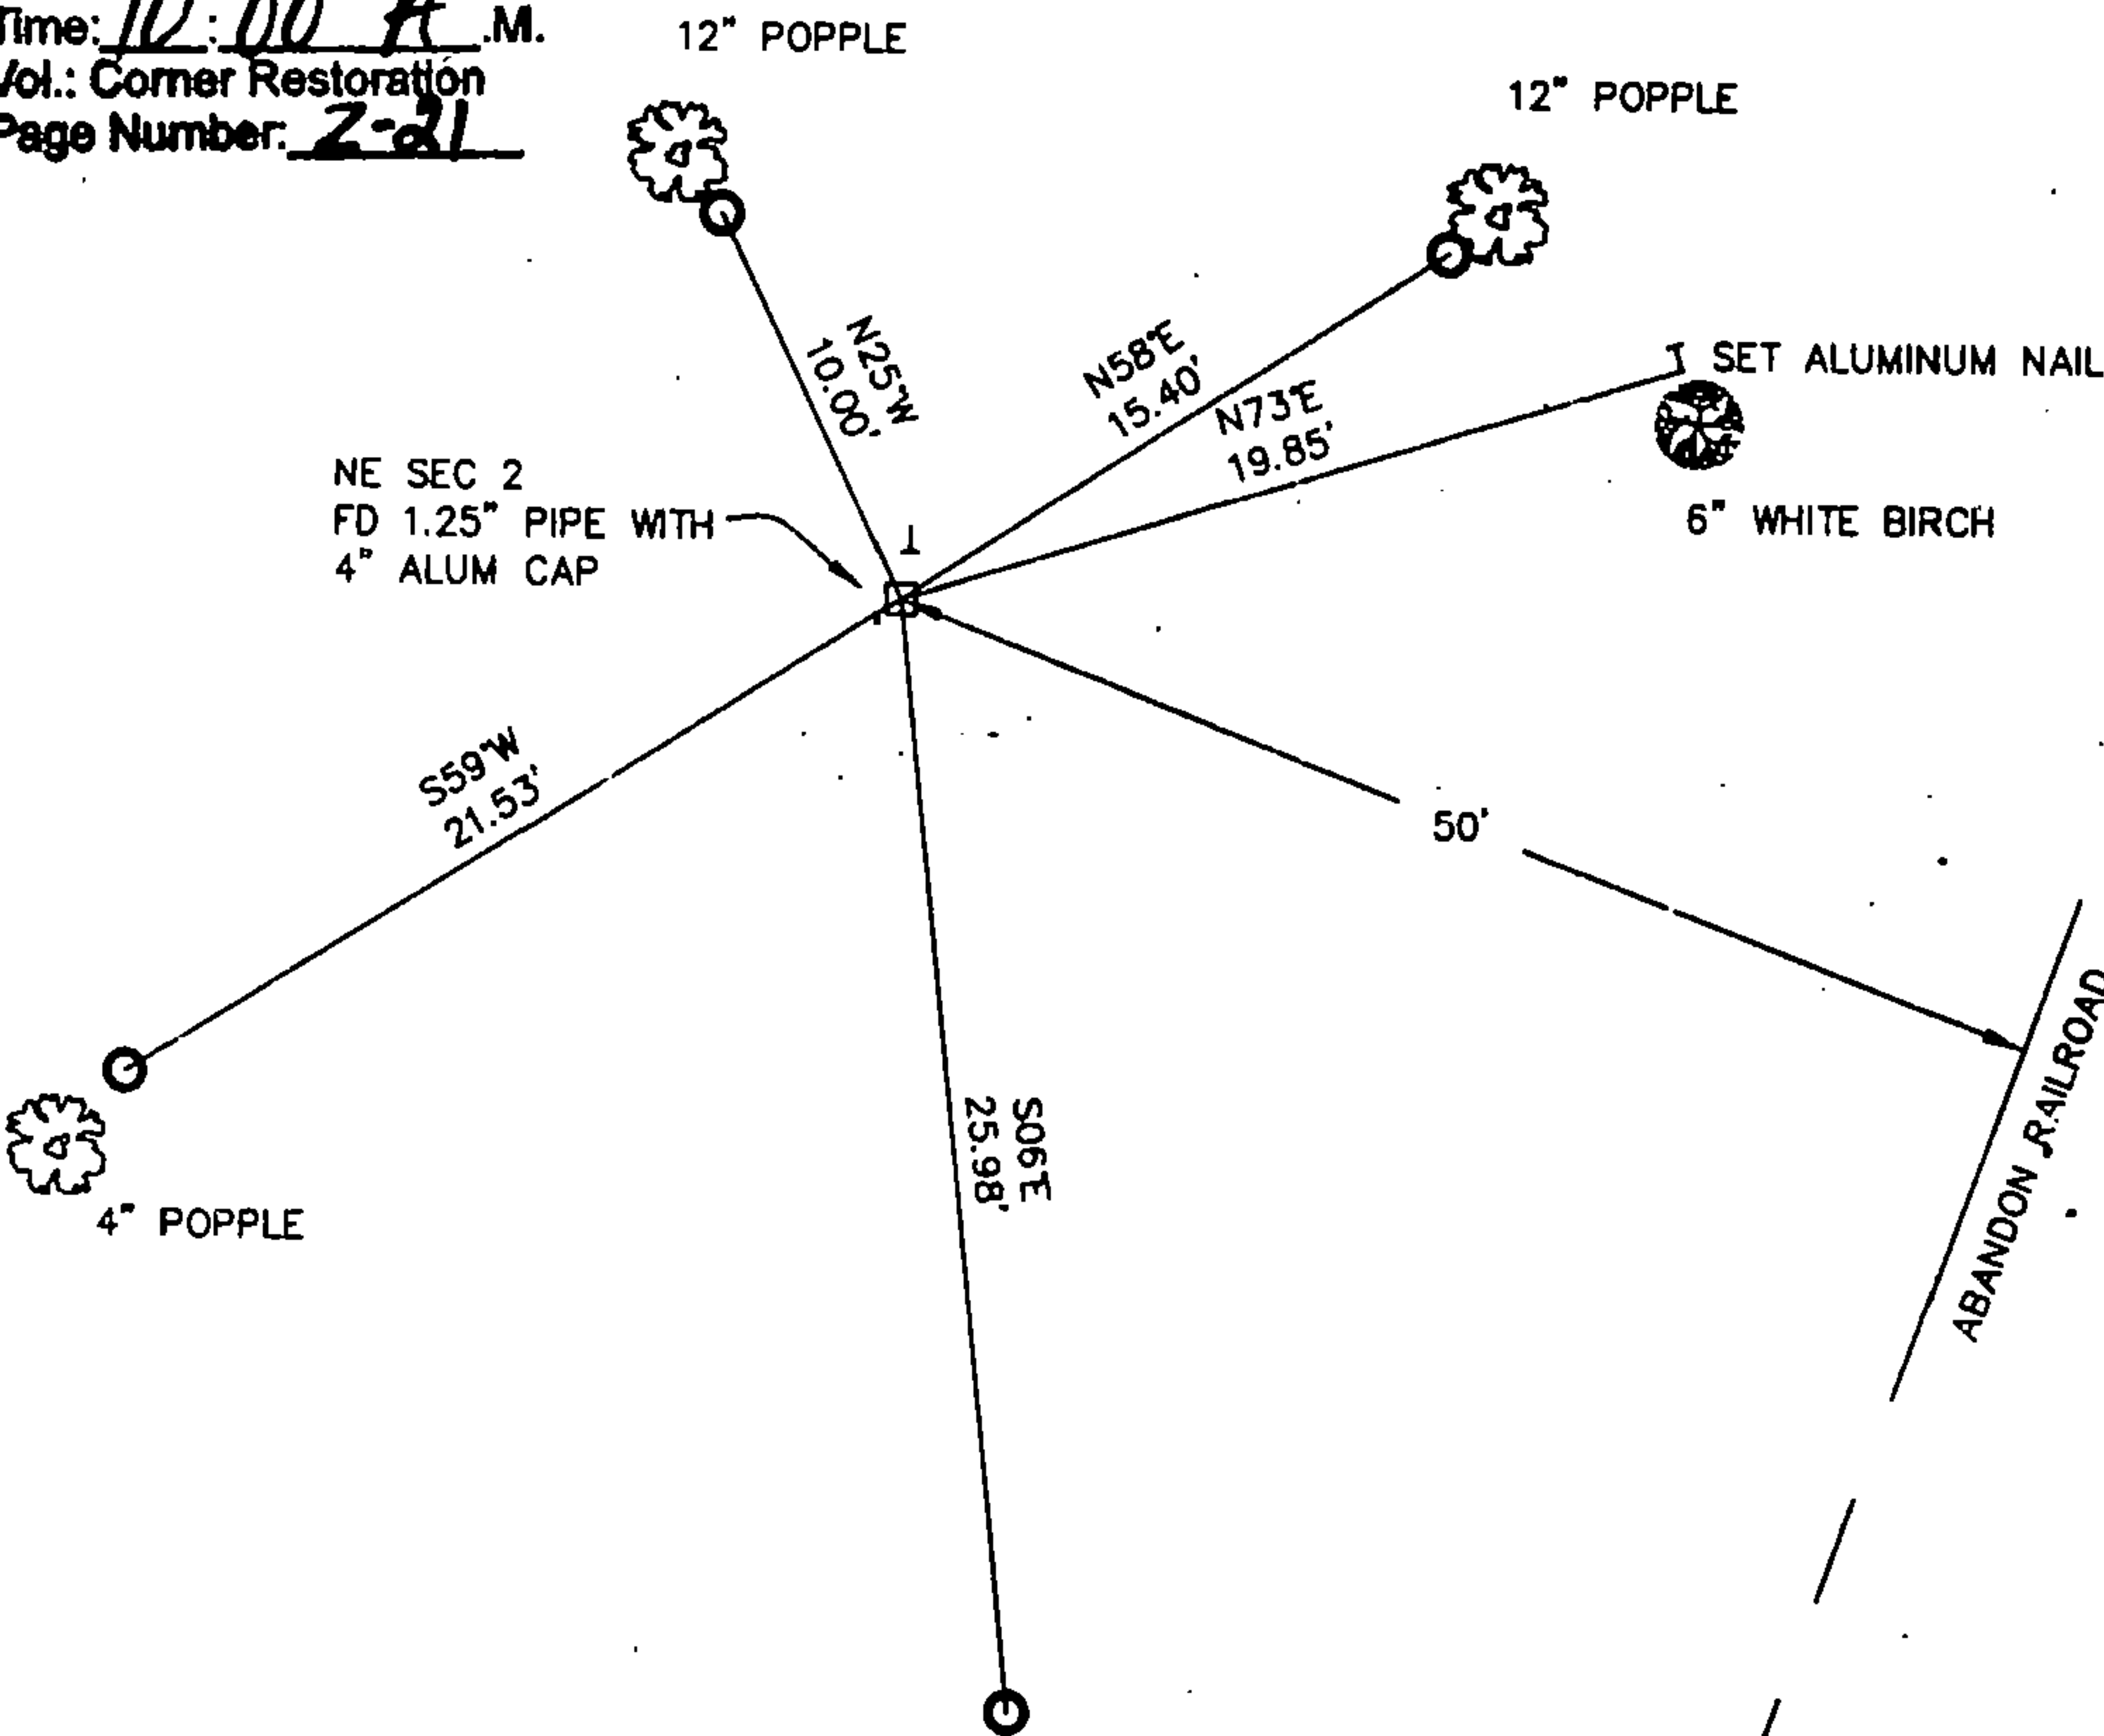 Time: 10:00 A.M.
Vol.: Corner Restoration
Page Number: Z-21
12" POPPLE
12" POPPLE
N25°W
10.00'
N58°E
15.40'
N73°E
19.85'
SET ALUMINUM NAIL
6" WHITE BIRCH
NE SEC 2
FD 1.25" PIPE WITH
4" ALUM CAP
S59°W
21.53'
50'
S06°E
25.98'
ABANDON RAILROAD
4" POPPLE